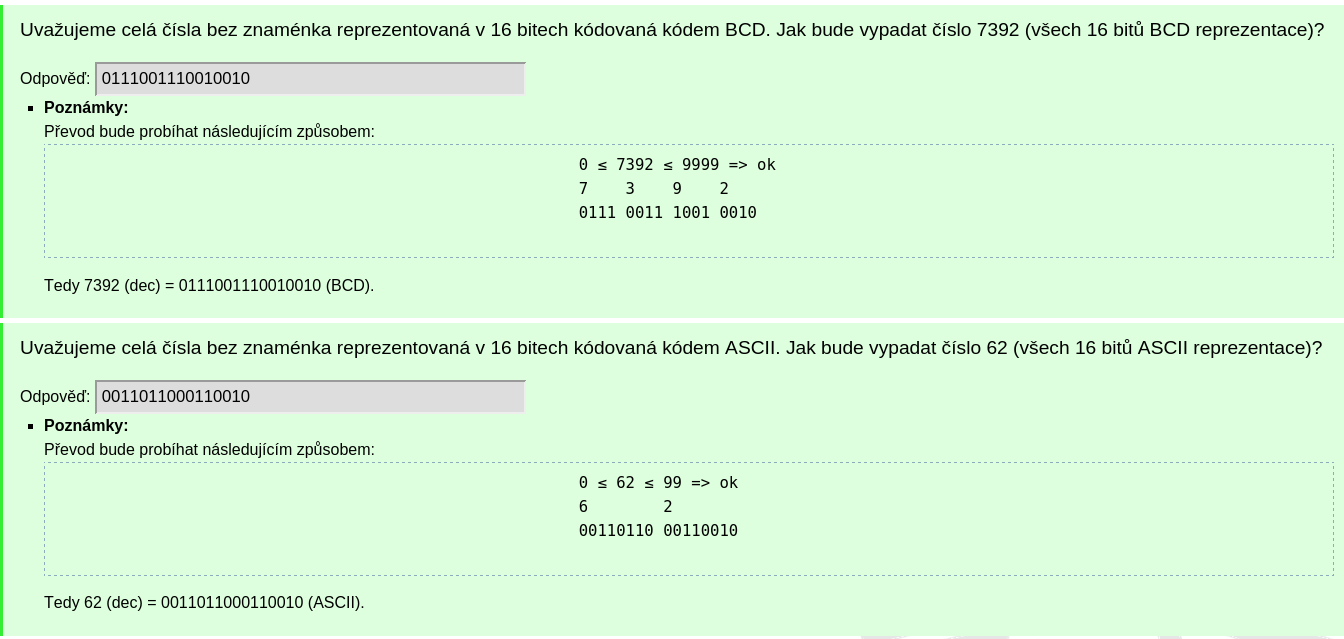 Uvažujeme celá čísla bez znaménka reprezentovaná v 16 bitech kódovaná kódem BCD. Jak bude vypadat číslo 7392 (všech 16 bitů BCD reprezentace)?
Odpověď: 0111001110010010
Poznámky:
Převod bude probíhat následujícím způsobem:
0 ≤ 7392 ≤ 9999 => ok
7    3    9    2
0111 0011 1001 0010
Tedy 7392 (dec) = 0111001110010010 (BCD).
Uvažujeme celá čísla bez znaménka reprezentovaná v 16 bitech kódovaná kódem ASCII. Jak bude vypadat číslo 62 (všech 16 bitů ASCII reprezentace)?
Odpověď: 0011011000110010
Poznámky:
Převod bude probíhat následujícím způsobem:
0 ≤ 62 ≤ 99 => ok
6        2
00110110 00110010
Tedy 62 (dec) = 0011011000110010 (ASCII).